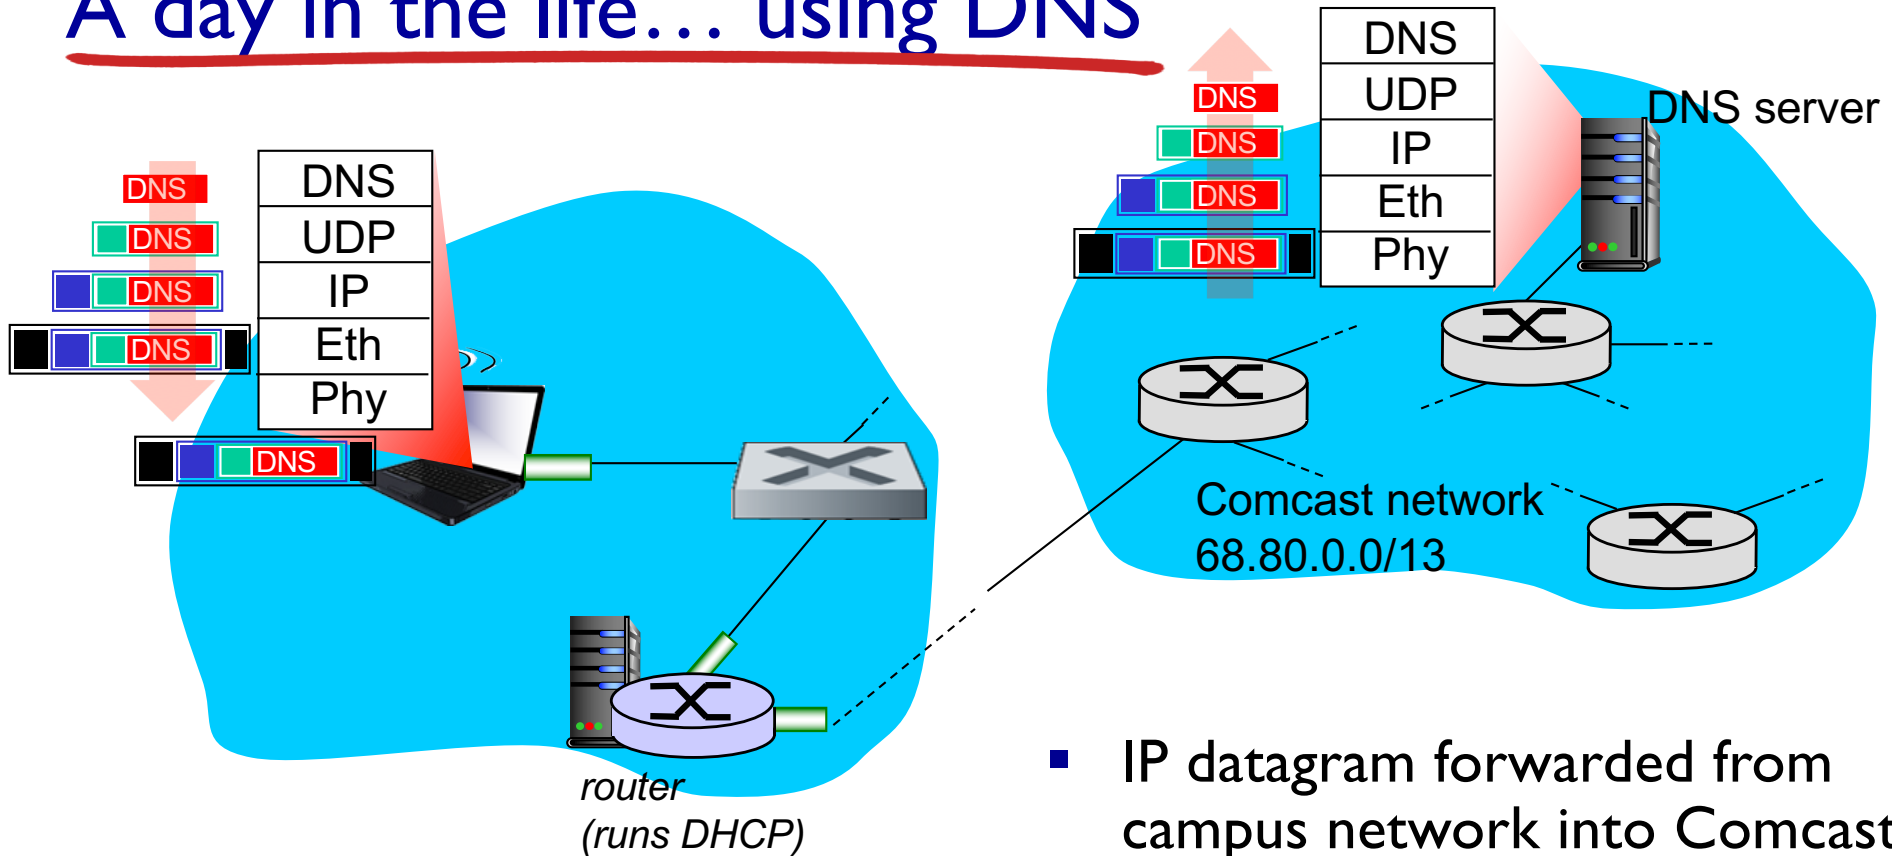 A day in the life… using DNS
DNS
DNS
DNS
DNS
DNS
UDP
IP
Eth
Phy
DNS
DNS
DNS
DNS
DNS
DNS
UDP
IP
Eth
Phy
DNS server
Comcast network
68.80.0.0/13
router
(runs DHCP)
▪ IP datagram forwarded from
campus network into Comcast